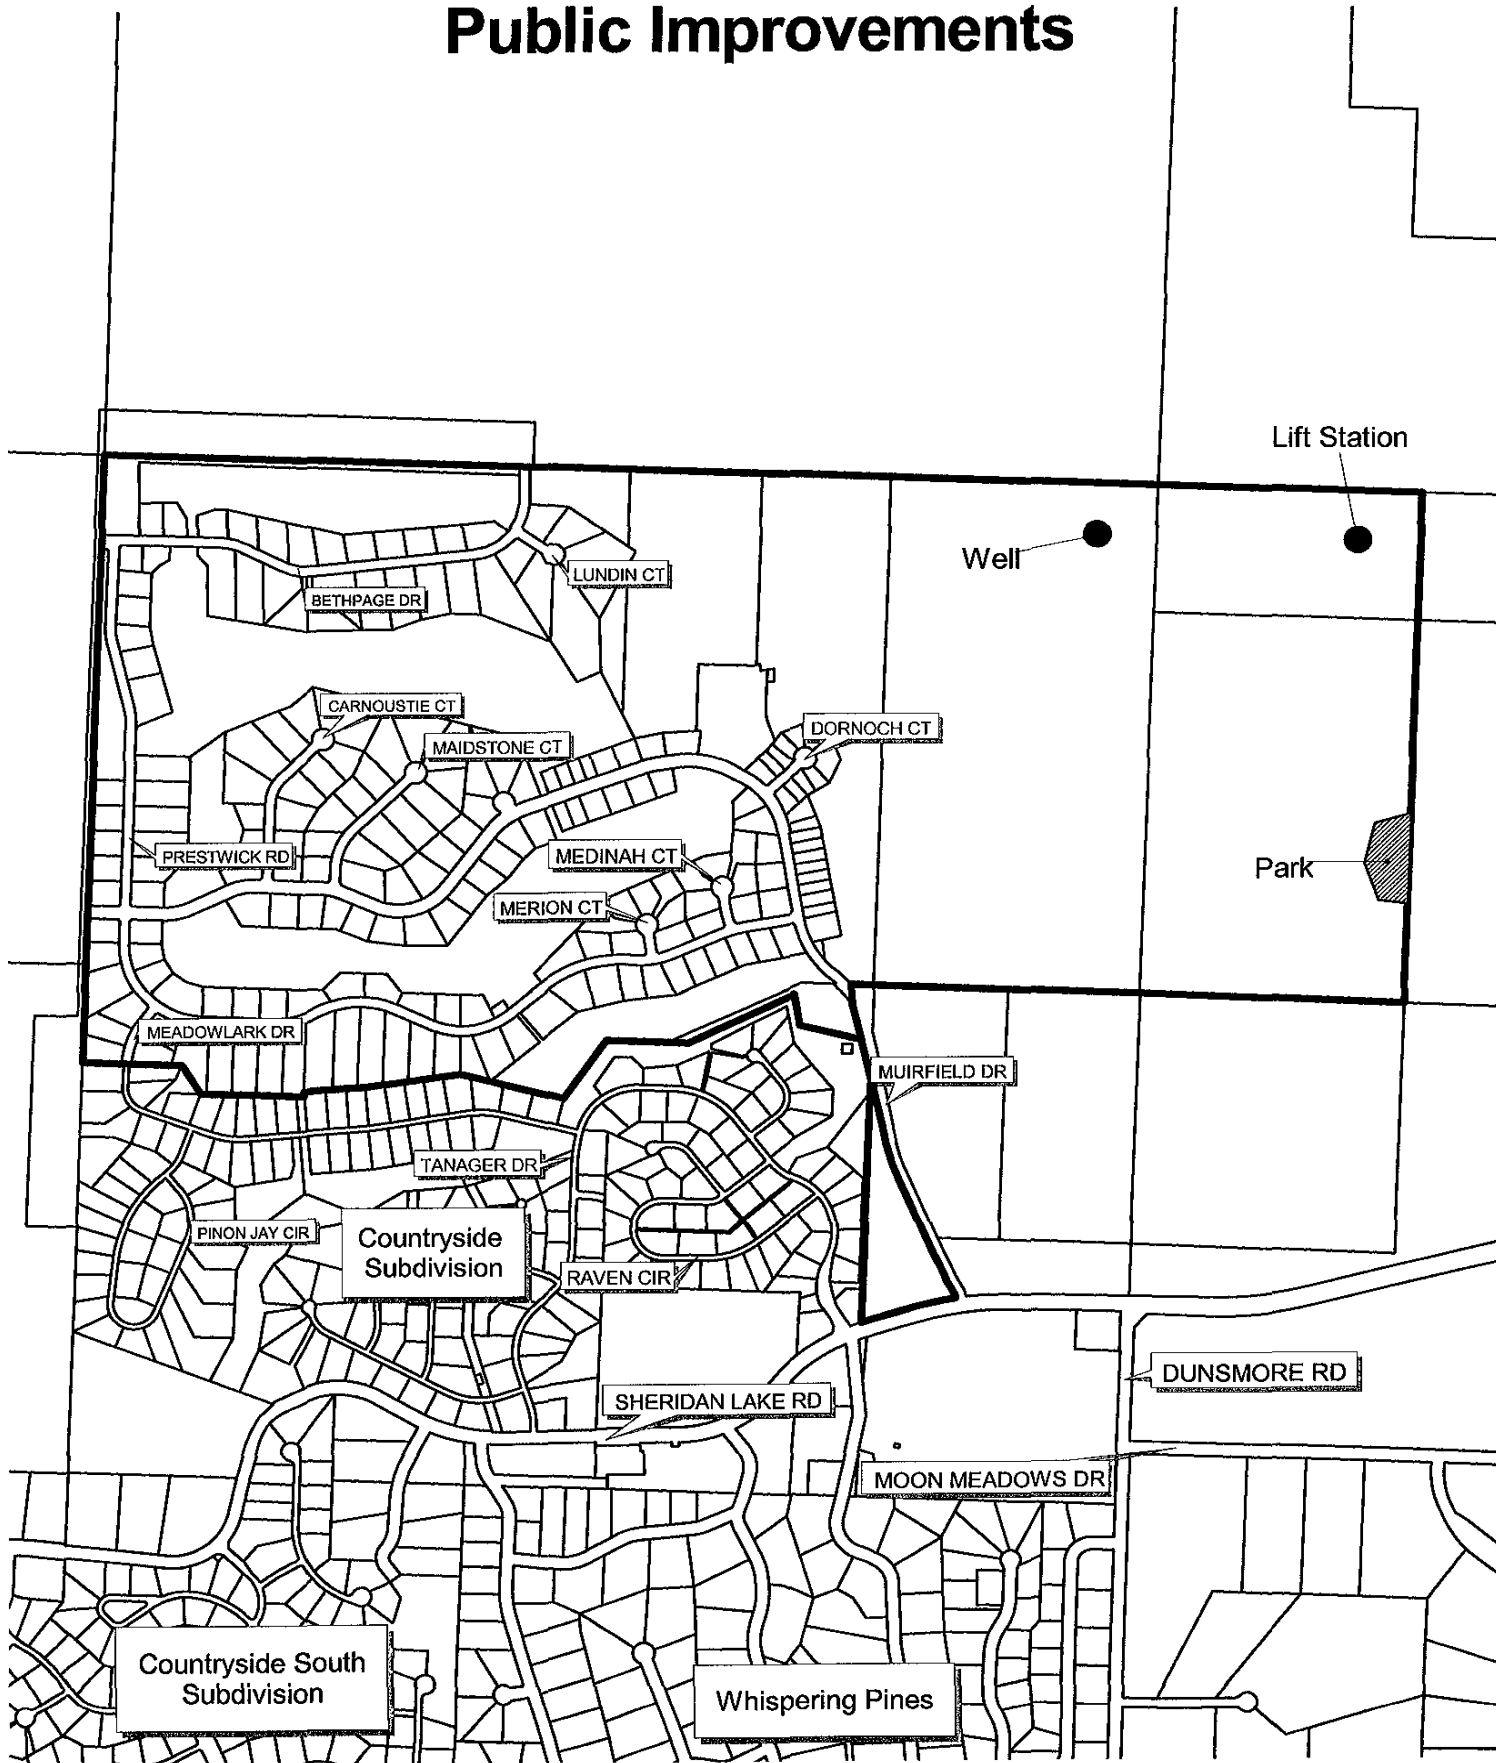 Public Improvements
Lift Station
Well
LUNDIN CT
BETHPAGE DR
CARNOUSTIE CT
DORNOCH CT
MAIDSTONE CT
PRESTWICK RD
MEDINAH CT
Park
MERION CT
MEADOWLARK DR
MUIRFIELD DR
TANAGER DR
PINON JAY CIR
Countryside
Subdivision
RAVEN CIR
DUNSMORE RD
SHERIDAN LAKE RD
MOON MEADOWS DR
Countryside South
Subdivision
Whispering Pines